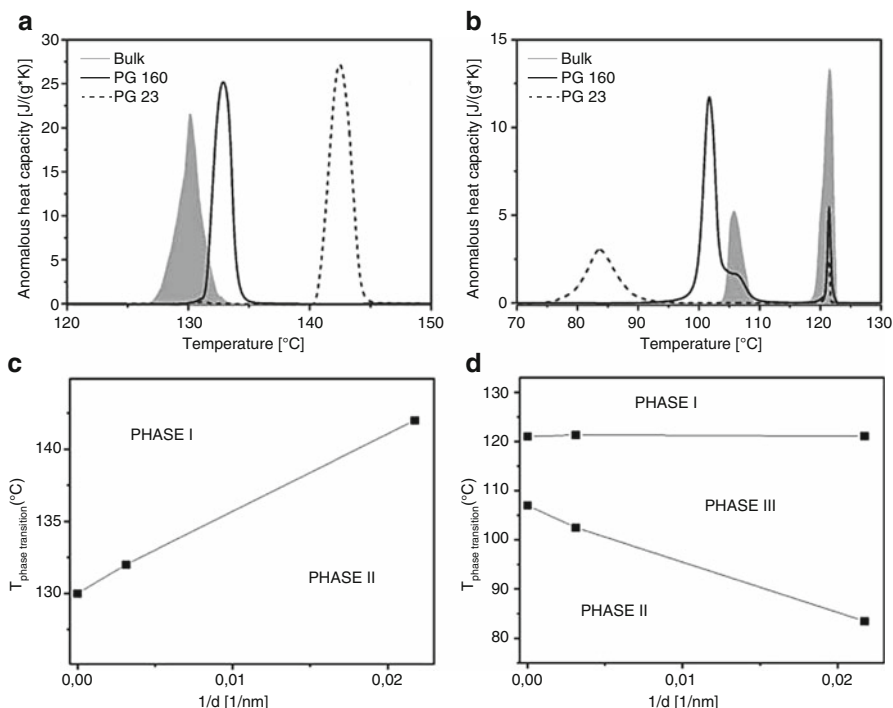 a
30
25
20
15
10
5
0
Anomalous heat capacity [J/(g*K)]
Bulk
PG 160
PG 23
120 130 140 150
Temperature [°C]
b
15
10
5
0
Anomalous heat capacity [J/(g*K)]
Bulk
PG 160
PG 23
70 80 90 100 110 120 130
Temperature [°C]
c
140
135
130
T phase transition (°C)
PHASE I
PHASE II
0,00 0,01 0,02
1/d [1/nm]
d
130
120
110
100
90
80
T phase transition (°C)
PHASE I
PHASE III
PHASE II
0,00 0,01 0,02
1/d [1/nm]